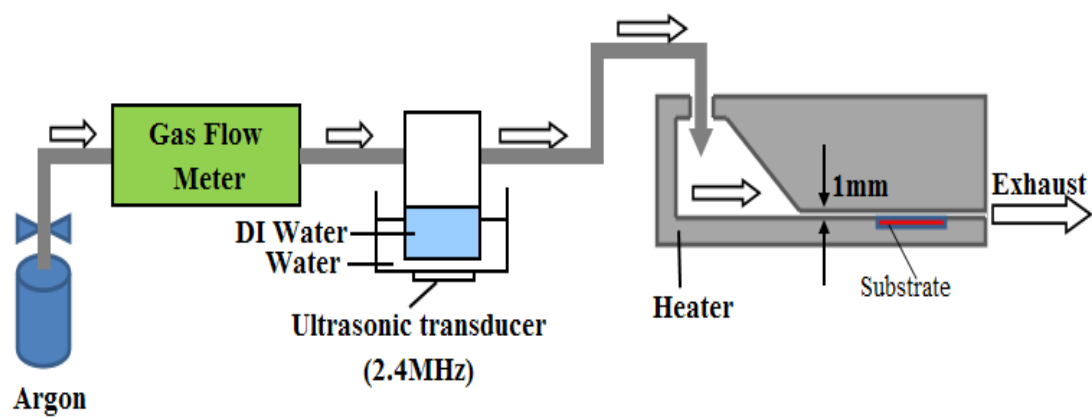 Gas Flow
Meter
Argon
DI Water
Water
Ultrasonic transducer
(2.4MHz)
1mm
Exhaust
Substrate
Heater